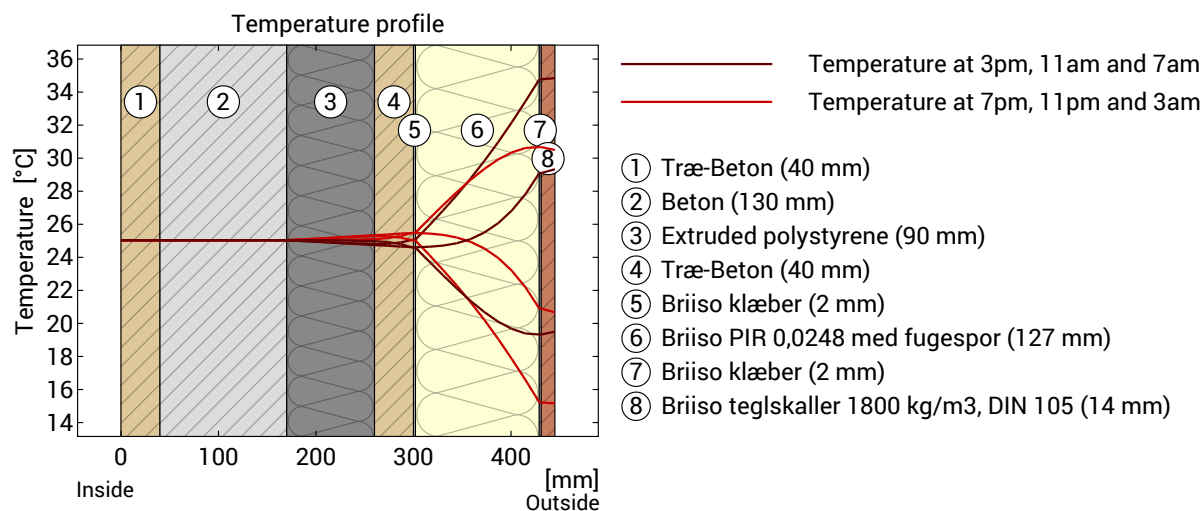 Temperature profile
Temperature [°C]
36
34
32
30
28
26
24
22
20
18
16
14
1
2
3
4
5
6
7
8
0
100
200
300
400
[mm]
Inside
Outside
Temperature at 3pm, 11am and 7am
Temperature at 7pm, 11pm and 3am
1 Træ-Beton (40 mm)
2 Beton (130 mm)
3 Extruded polystyrene (90 mm)
4 Træ-Beton (40 mm)
5 Briiso klæber (2 mm)
6 Briiso PIR 0,0248 med fugespor (127 mm)
7 Briiso klæber (2 mm)
8 Briiso teglskaller 1800 kg/m3, DIN 105 (14 mm)